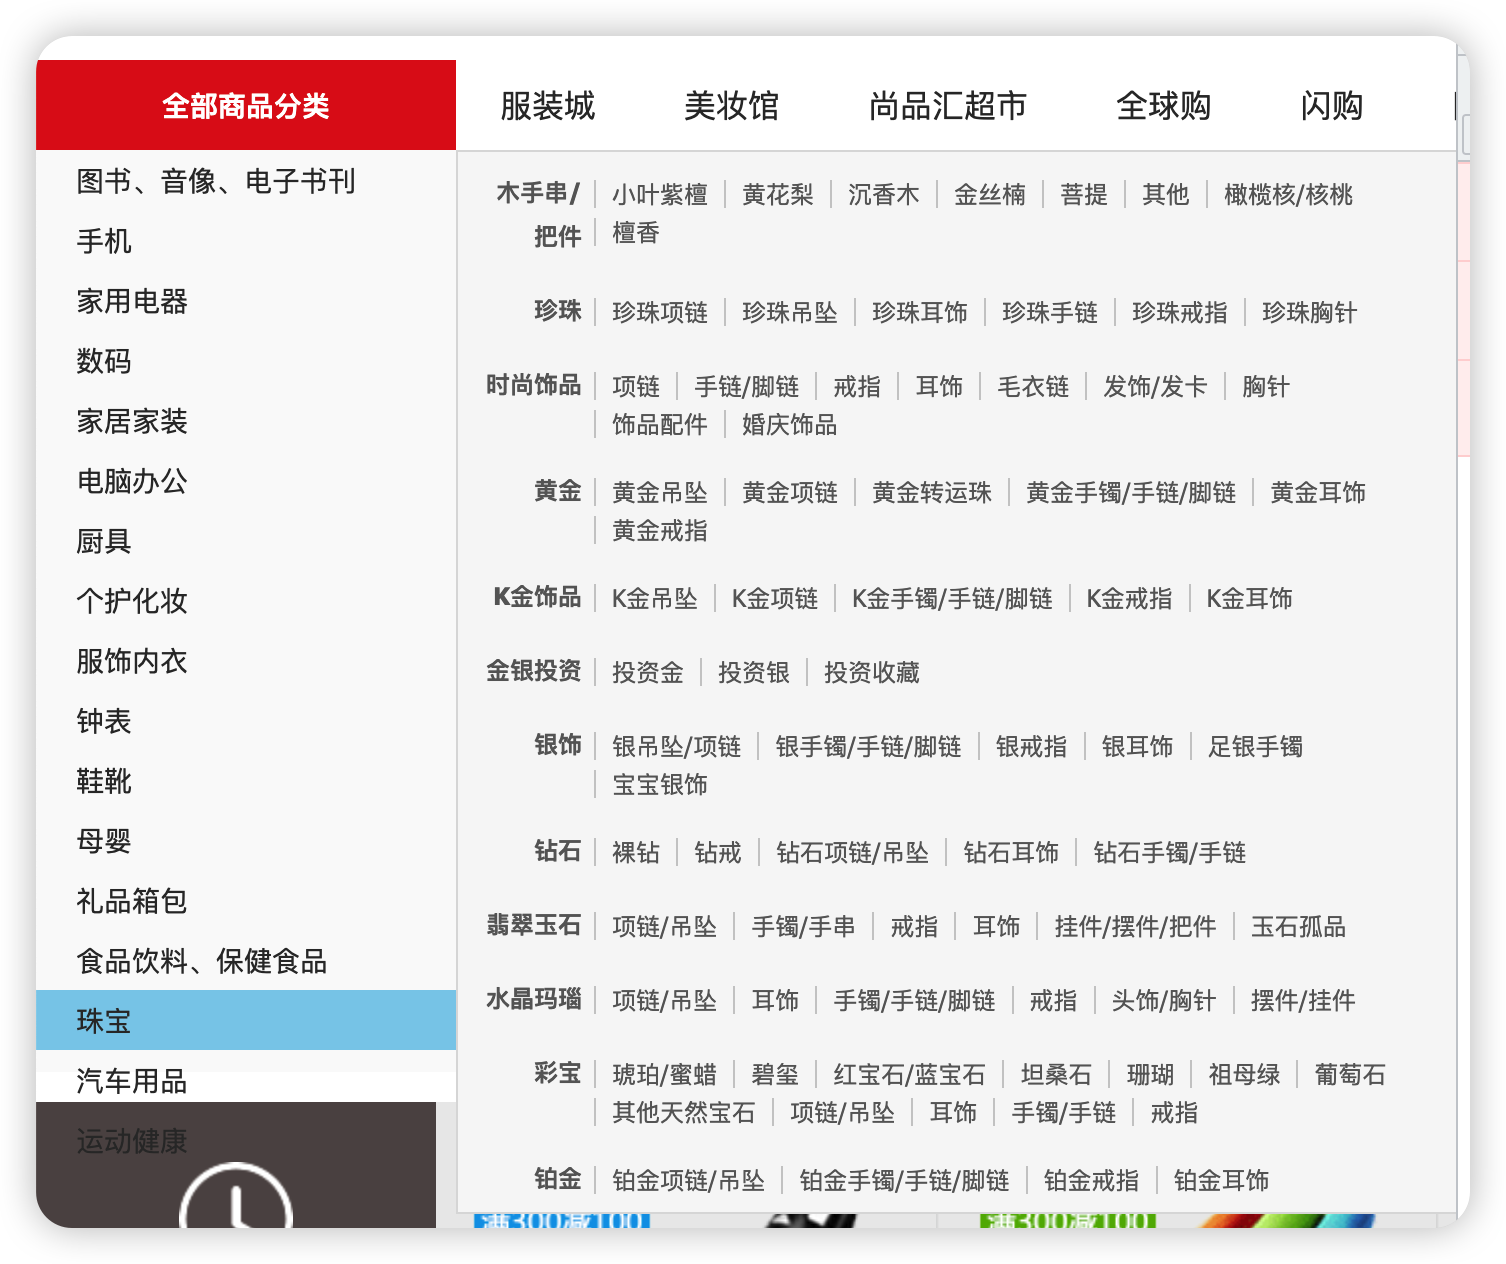 全部商品分类 服装城 美妆馆 尚品汇超市 全球购 闪购
图书、音像、电子书刊
手机
家用电器
数码
家居家装
电脑办公
厨具
个护化妆
服饰内衣
钟表
鞋靴
母婴
礼品箱包
食品饮料、保健食品
珠宝
汽车用品
运动健康
木手串/ 小叶紫檀 黄花梨 沉香木 金丝楠 菩提 其他 橄榄核/核桃
把件 檀香
珍珠 珍珠项链 珍珠吊坠 珍珠耳饰 珍珠手链 珍珠戒指 珍珠胸针
时尚饰品 项链 手链/脚链 戒指 耳饰 毛衣链 发饰/发卡 胸针
饰品配件 婚庆饰品
黄金 黄金吊坠 黄金项链 黄金转运珠 黄金手镯/手链/脚链 黄金耳饰
黄金戒指
K金饰品 K金吊坠 K金项链 K金手镯/手链/脚链 K金戒指 K金耳饰
金银投资 投资金 投资银 投资收藏
银饰 银吊坠/项链 银手镯/手链/脚链 银戒指 银耳饰 足银手镯
宝宝银饰
钻石 裸钻 钻戒 钻石项链/吊坠 钻石耳饰 钻石手镯/手链
翡翠玉石 项链/吊坠 手镯/手串 戒指 耳饰 挂件/摆件/把件 玉石孤品
水晶玛瑙 项链/吊坠 耳饰 手镯/手链/脚链 戒指 头饰/胸针 摆件/挂件
彩宝 琥珀/蜜蜡 碧玺 红宝石/蓝宝石 坦桑石 珊瑚 祖母绿 葡萄石
其他天然宝石 项链/吊坠 耳饰 手镯/手链 戒指
铂金 铂金项链/吊坠 铂金手镯/手链/脚链 铂金戒指 铂金耳饰
满300减100 满300减100